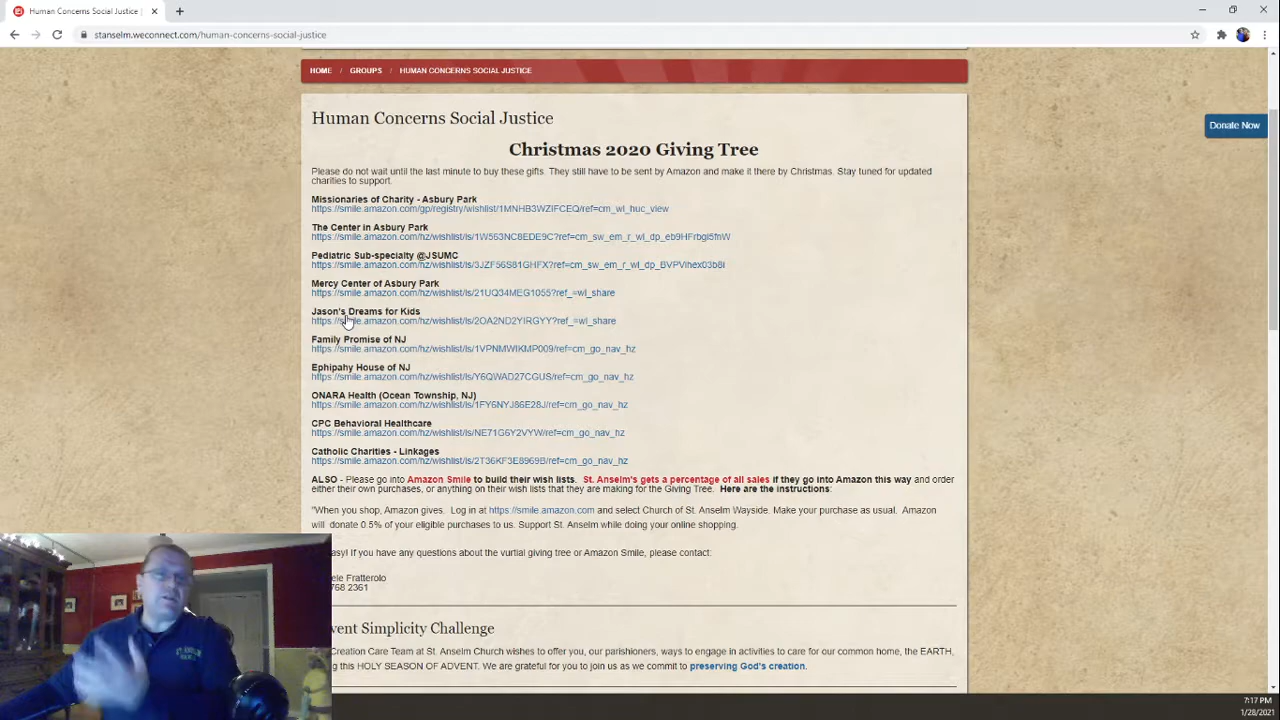 Human Concerns Social Justice
stanselm.weconnect.com/human-concerns-social-justice
HOME / GROUPS / HUMAN CONCERNS SOCIAL JUSTICE
Donate Now
Human Concerns Social Justice
Christmas 2020 Giving Tree
Please do not wait until the last minute to buy these gifts. They still have to be sent by Amazon and make it there by Christmas. Stay tuned for updated
charities to support.
Missionaries of Charity - Asbury Park
https://smile.amazon.com/gp/registry/wishlist/1MNHB3WZIFCEQ/ref=cm_wl_huc_view
The Center in Asbury Park
https://smile.amazon.com/hz/wishlist/ls/1W563NC8EDE9C?ref=cm_sw_em_r_wl_dp_eb9HFrbgi5fnW
Pediatric Sub-specialty @JSUMC
https://smile.amazon.com/hz/wishlist/ls/3JZF56S81GHFX?ref=cm_sw_em_r_wl_dp_BVPVlhex03b8l
Mercy Center of Asbury Park
https://smile.amazon.com/hz/wishlist/ls/21UQ34MEG1055?ref_=wl_share
Jason's Dreams for Kids
https://smile.amazon.com/hz/wishlist/ls/2OA2ND2YIRGYY?ref_=wl_share
Family Promise of NJ
https://smile.amazon.com/hz/wishlist/ls/1VPNMWIKMP009/ref=cm_go_nav_hz
Ephipahy House of NJ
https://smile.amazon.com/hz/wishlist/ls/Y6QWAD27CGUS/ref=cm_go_nav_hz
ONARA Health (Ocean Township, NJ)
https://smile.amazon.com/hz/wishlist/ls/1FY6NYJ86E28J/ref=cm_go_nav_hz
CPC Behavioral Healthcare
https://smile.amazon.com/hz/wishlist/ls/NE71G6Y2VYW/ref=cm_go_nav_hz
Catholic Charities - Linkages
https://smile.amazon.com/hz/wishlist/ls/2T36KF3E8969B/ref=cm_go_nav_hz
ALSO - Please go into Amazon Smile to build their wish lists. St. Anselm's gets a percentage of all sales if they go into Amazon this way and order
either their own purchases, or anything on their wish lists that they are making for the Giving Tree. Here are the instructions:
"When you shop, Amazon gives. Log in at https://smile.amazon.com and select Church of St. Anselm Wayside. Make your purchase as usual. Amazon
will donate 0.5% of your eligible purchases to us. Support St. Anselm while doing your online shopping.
asy! If you have any questions about the vurtial giving tree or Amazon Smile, please contact:
ele Fratterolo
768 2361
vent Simplicity Challenge
Creation Care Team at St. Anselm Church wishes to offer you, our parishioners, ways to engage in activities to care for our common home, the EARTH,
g this HOLY SEASON OF ADVENT. We are grateful for you to join us as we commit to preserving God's creation.
7:17 PM
1/28/2021